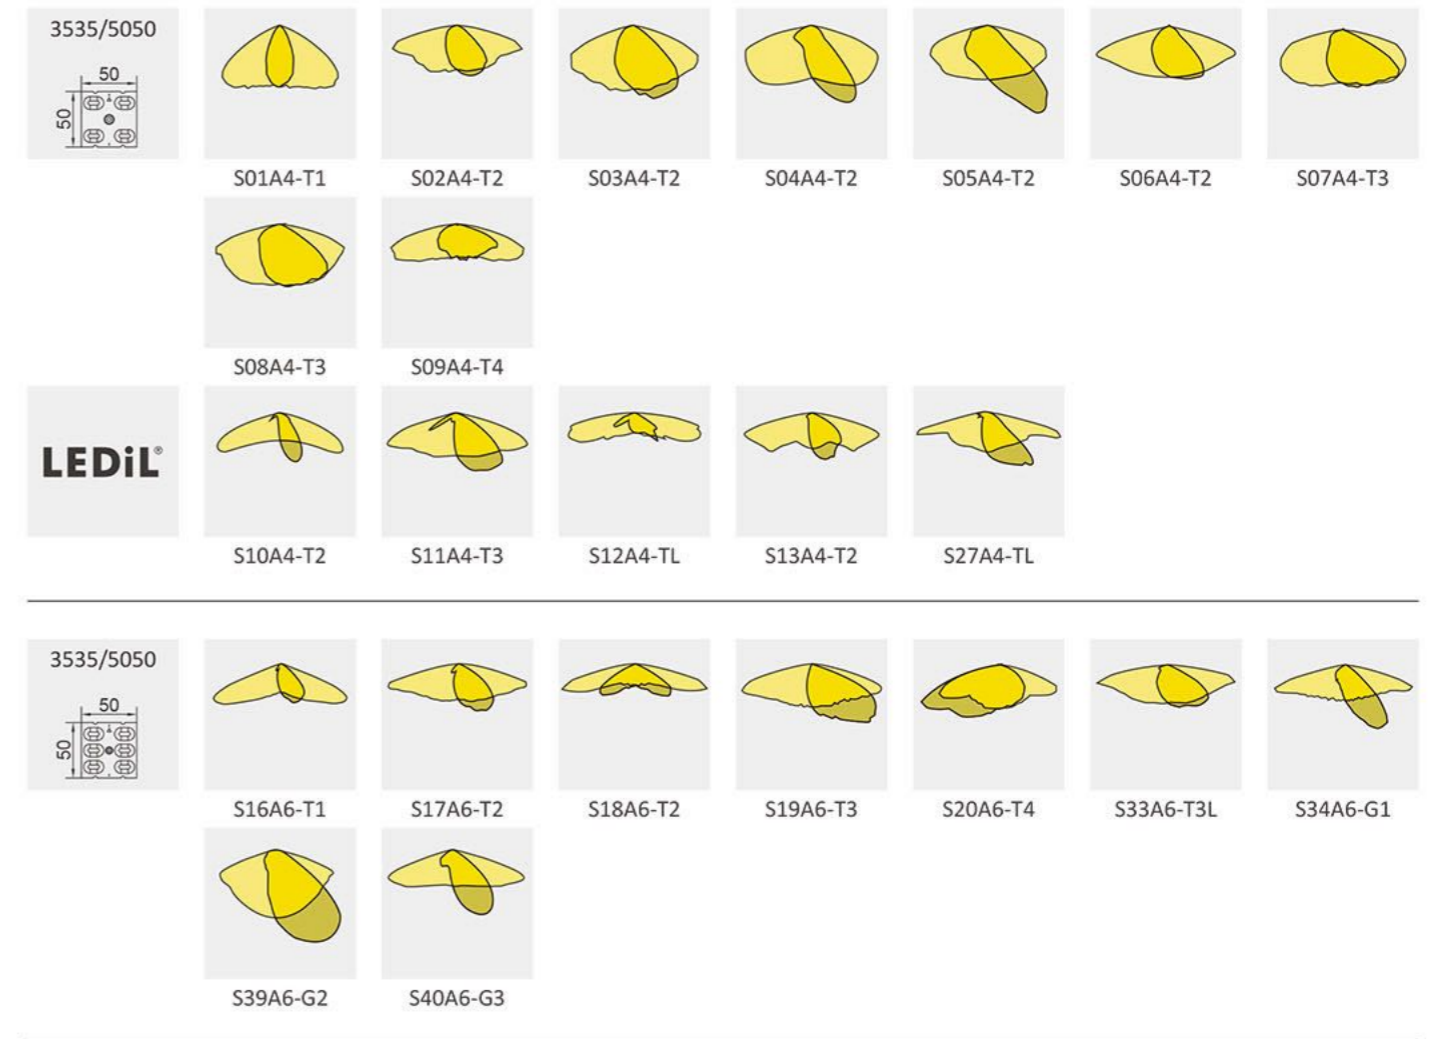 3535/5050
50
50
S01A4-T1 S02A4-T2 S03A4-T2 S04A4-T2 S05A4-T2 S06A4-T2 S07A4-T3
S08A4-T3 S09A4-T4
LEDiL®
S10A4-T2 S11A4-T3 S12A4-TL S13A4-T2 S27A4-TL
3535/5050
50
50
S16A6-T1 S17A6-T2 S18A6-T2 S19A6-T3 S20A6-T4 S33A6-T3L S34A6-G1
S39A6-G2 S40A6-G3